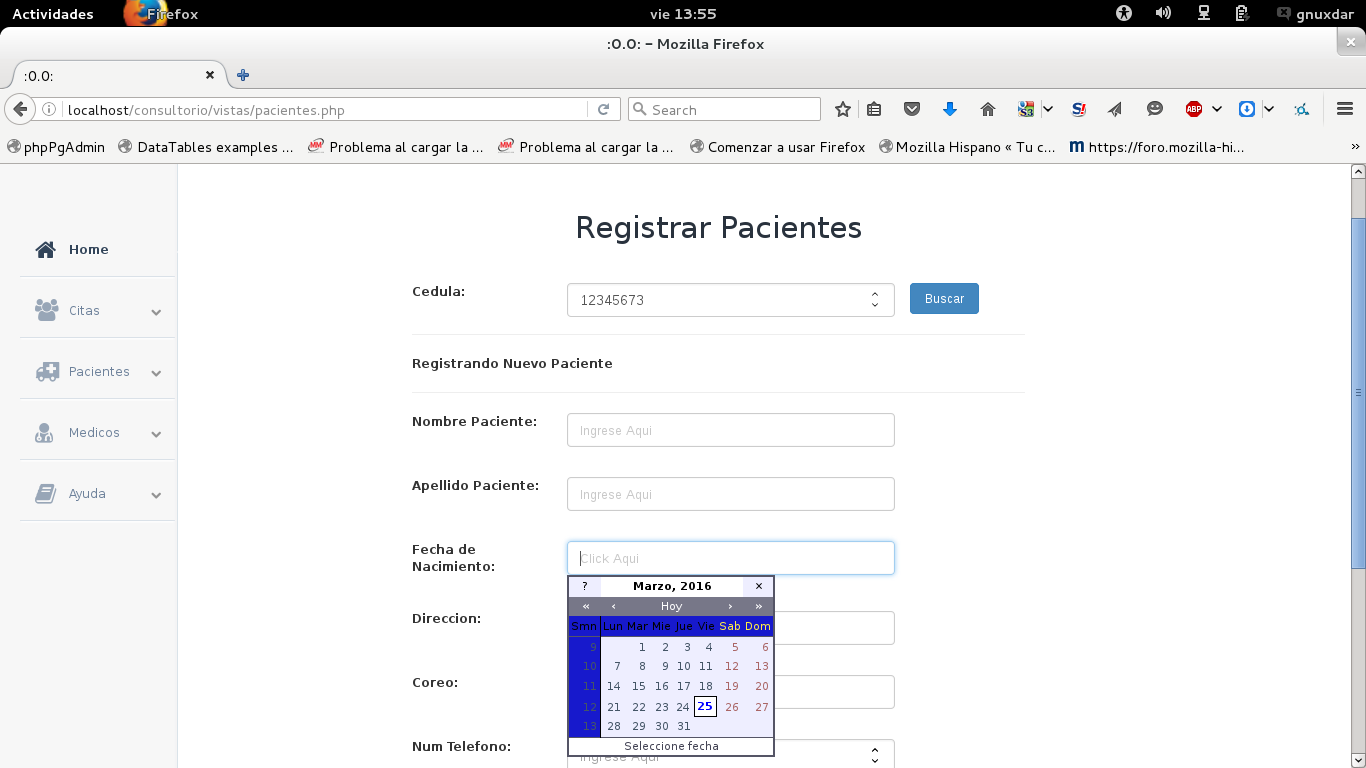 Actividades Firefox vie 13:55 gnuxdar
:0.0: - Mozilla Firefox
:0.0:
localhost/consultorio/vistas/pacientes.php Search
phpPgAdmin DataTables examples ... Problema al cargar la ... Problema al cargar la ... Comenzar a usar Firefox Mozilla Hispano « Tu c... https://foro.mozilla-hi... »
Registrar Pacientes
Home
Citas
Pacientes
Medicos
Ayuda
Cedula: 12345673 Buscar
Registrando Nuevo Paciente
Nombre Paciente: Ingrese Aqui
Apellido Paciente: Ingrese Aqui
Fecha de
Nacimiento: Click Aqui
? Marzo, 2016 ×
« ‹ Hoy › »
Smn Lun Mar Mie Jue Vie Sab Dom
9 1 2 3 4 5 6
10 7 8 9 10 11 12 13
11 14 15 16 17 18 19 20
12 21 22 23 24 25 26 27
13 28 29 30 31
Seleccione fecha
Direccion:
Coreo:
Num Telefono: Ingrese Aqui